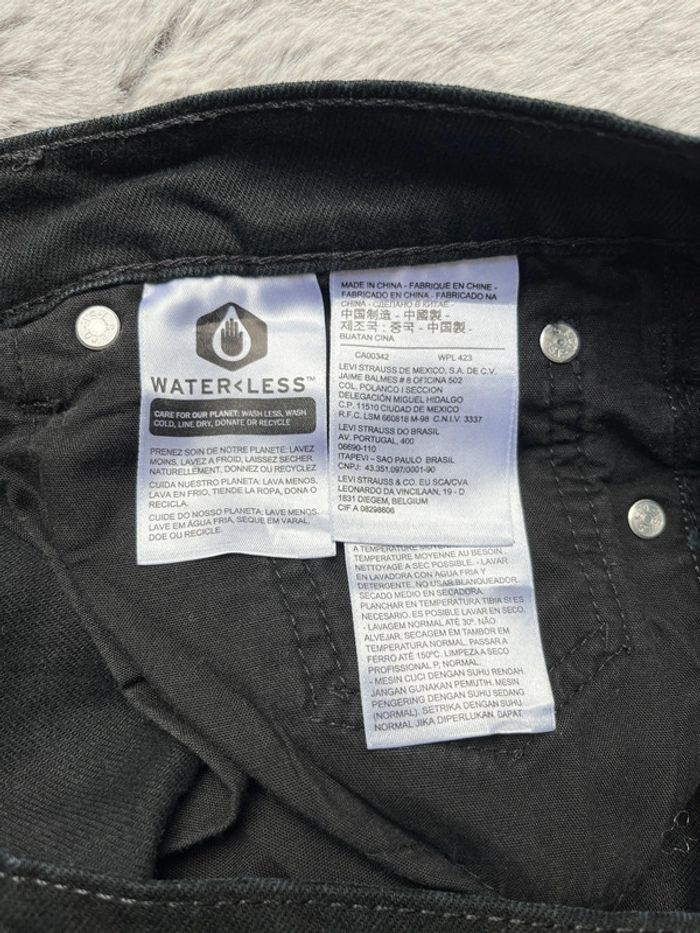 WATER<LESS™
CARE FOR OUR PLANET: WASH LESS, WASH
COLD, LINE DRY, DONATE OR RECYCLE
PRENEZ SOIN DE NOTRE PLANETE: LAVEZ
MOINS, LAVEZ A FROID, LAISSEZ SECHER
NATURELLEMENT, DONNEZ OU RECYCLEZ
CUIDA NUESTRO PLANETA: LAVA MENOS,
LAVA EN FRIO, TIENDE LA ROPA, DONA O
RECICLA.
CUIDE DO NOSSO PLANETA: LAVE MENOS.
LAVE EM ÁGUA FRIA, SEQUE EM VARAL,
DOE OU RECICLE.
MADE IN CHINA - FABRIQUE EN CHINE -
FABRICADO EN CHINA - FABRICADO NA
CHINA - СДЕЛАНО В КИТАЕ -
中国制造 - 中國製 -
제조국 : 중국 - 中国製 -
BUATAN CINA
CA00342 WPL 423
LEVI STRAUSS DE MEXICO, S.A. DE C.V.
JAIME BALMES # 8 OFICINA 502
COL. POLANCO I SECCION
DELEGACIÓN MIGUEL HIDALGO
C.P. 11510 CIUDAD DE MEXICO
R.F.C. LSM 660818 M-98 C.N.I.V. 3337
LEVI STRAUSS DO BRASIL
AV. PORTUGAL, 400
06690-110
ITAPEVI – SAO PAULO BRASIL
CNPJ: 43.351.097/0001-90
LEVI STRAUSS & CO. EU SCA/CVA
LEONARDO DA VINCILAAN, 19 - D
1831 DIEGEM, BELGIUM
CIF A 08298606
A TEMPERATURE
TEMPERATURE MOYENNE AU BESOIN.
NETTOYAGE A SEC POSSIBLE. - LAVAR
EN LAVADORA CON AGUA FRIA Y
DETERGENTE. NO USAR BLANQUEADOR.
SECADO MEDIO EN SECADORA.
PLANCHAR EN TEMPERATURA TIBIA SI ES
NECESARIO. ES POSIBLE LAVAR EN SECO.
- LAVAGEM NORMAL ATÉ 30º. NÃO
ALVEJAR. SECAGEM EM TAMBOR EM
TEMPERATURA NORMAL. PASSAR A
FERRO ATÉ 150ºC. LIMPEZA A SECO
PROFISSIONAL P, NORMAL.
- MESIN CUCI DENGAN SUHU RENDAH.
JANGAN GUNAKAN PEMUTIH. MESIN
PENGERING DENGAN SUHU SEDANG
(NORMAL). SETRIKA DENGAN SUHU
NORMAL JIKA DIPERLUKAN. DAPAT